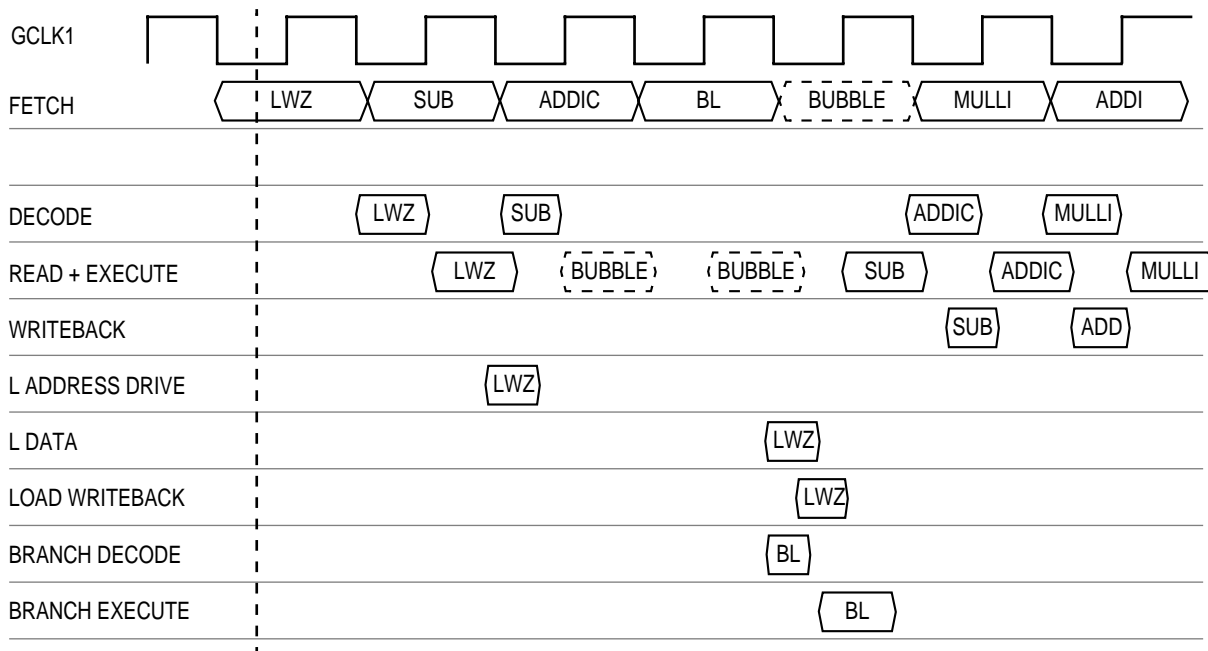 GCLK1
FETCH LWZ SUB ADDIC BL BUBBLE MULLI ADDI
DECODE LWZ SUB ADDIC MULLI
READ + EXECUTE LWZ BUBBLE BUBBLE SUB ADDIC MULLI
WRITEBACK SUB ADD
L ADDRESS DRIVE LWZ
L DATA LWZ
LOAD WRITEBACK LWZ
BRANCH DECODE BL
BRANCH EXECUTE BL